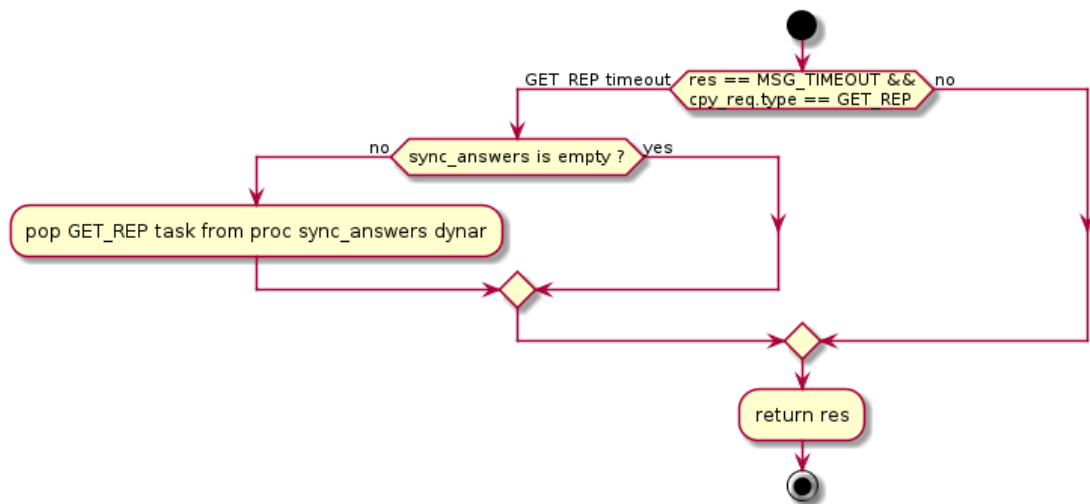 GET_REP timeout
res == MSG_TIMEOUT &&
cpy_req.type == GET_REP
no
no
sync_answers is empty ?
yes
pop GET_REP task from proc sync_answers dynar
return res